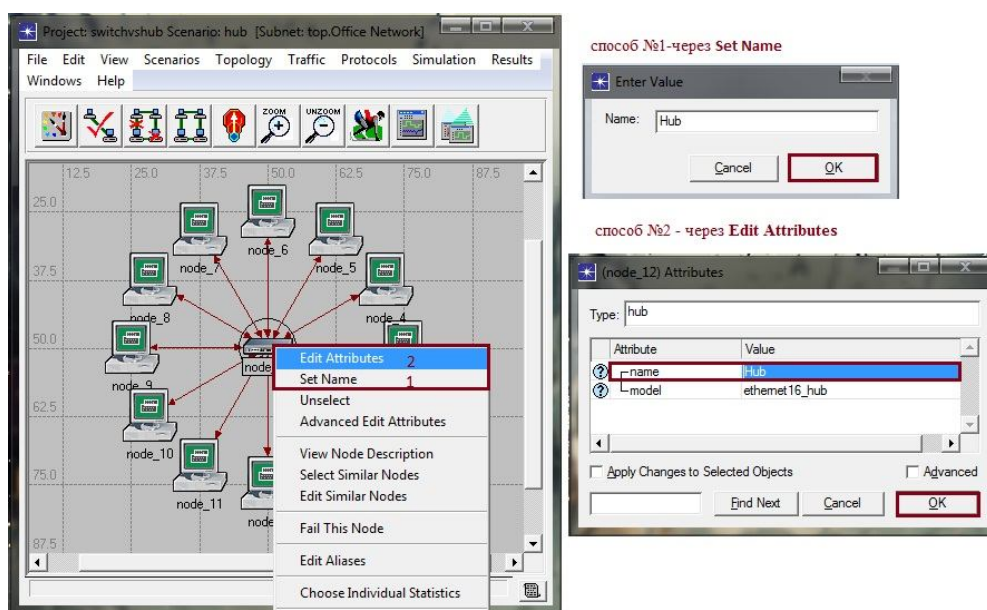 Project: switchvshub Scenario: hub [Subnet: top.Office Network]
File Edit View Scenarios Topology Traffic Protocols Simulation Results
Windows Help
ZOOM
UNZOOM
12.5 25.0 37.5 50.0 62.5 75.0 87.5
25.0
node_6
node_7
node_5
37.5
node_8
node_4
50.0
node
node_9
62.5
node_10
75.0
node_11
node
87.5
Edit Attributes 2
Set Name 1
Unselect
Advanced Edit Attributes
View Node Description
Select Similar Nodes
Edit Similar Nodes
Fail This Node
Edit Aliases
Choose Individual Statistics
способ №1-через Set Name
Enter Value
Name: Hub
Cancel OK
способ №2 - через Edit Attributes
(node_12) Attributes
Type: hub
Attribute Value
name Hub
model ethernet16_hub
Apply Changes to Selected Objects Advanced
Find Next Cancel OK